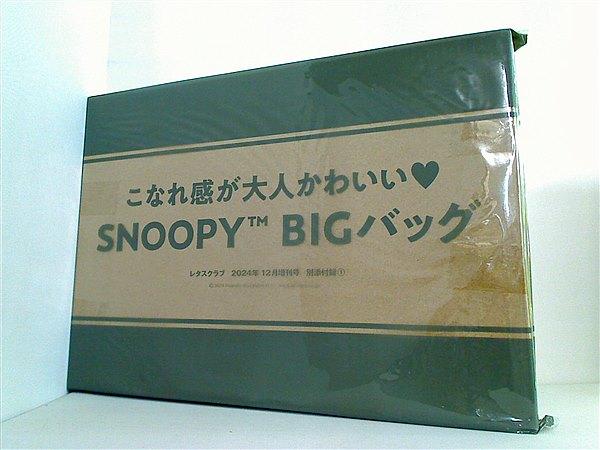 こなれ感が大人かわいい♥
SNOOPY™ BIGバッグ
レタスクラブ 2024年12月増刊号 別添付録①